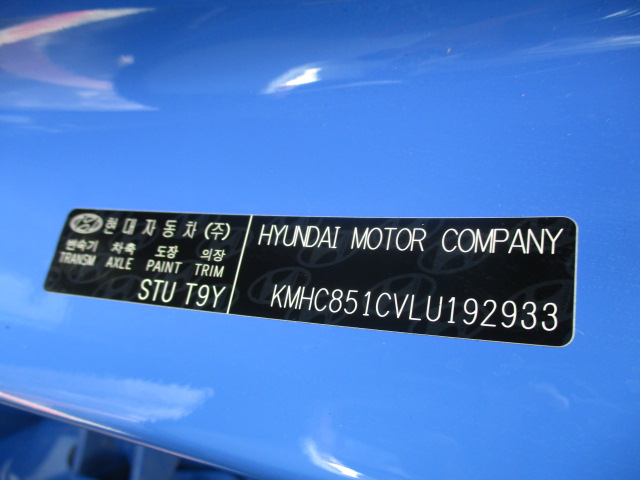 현대자동차 (주)
변속기 차축 도장 의장
TRANSM AXLE PAINT TRIM
STU T9Y
HYUNDAI MOTOR COMPANY
KMHC851CVLU192933